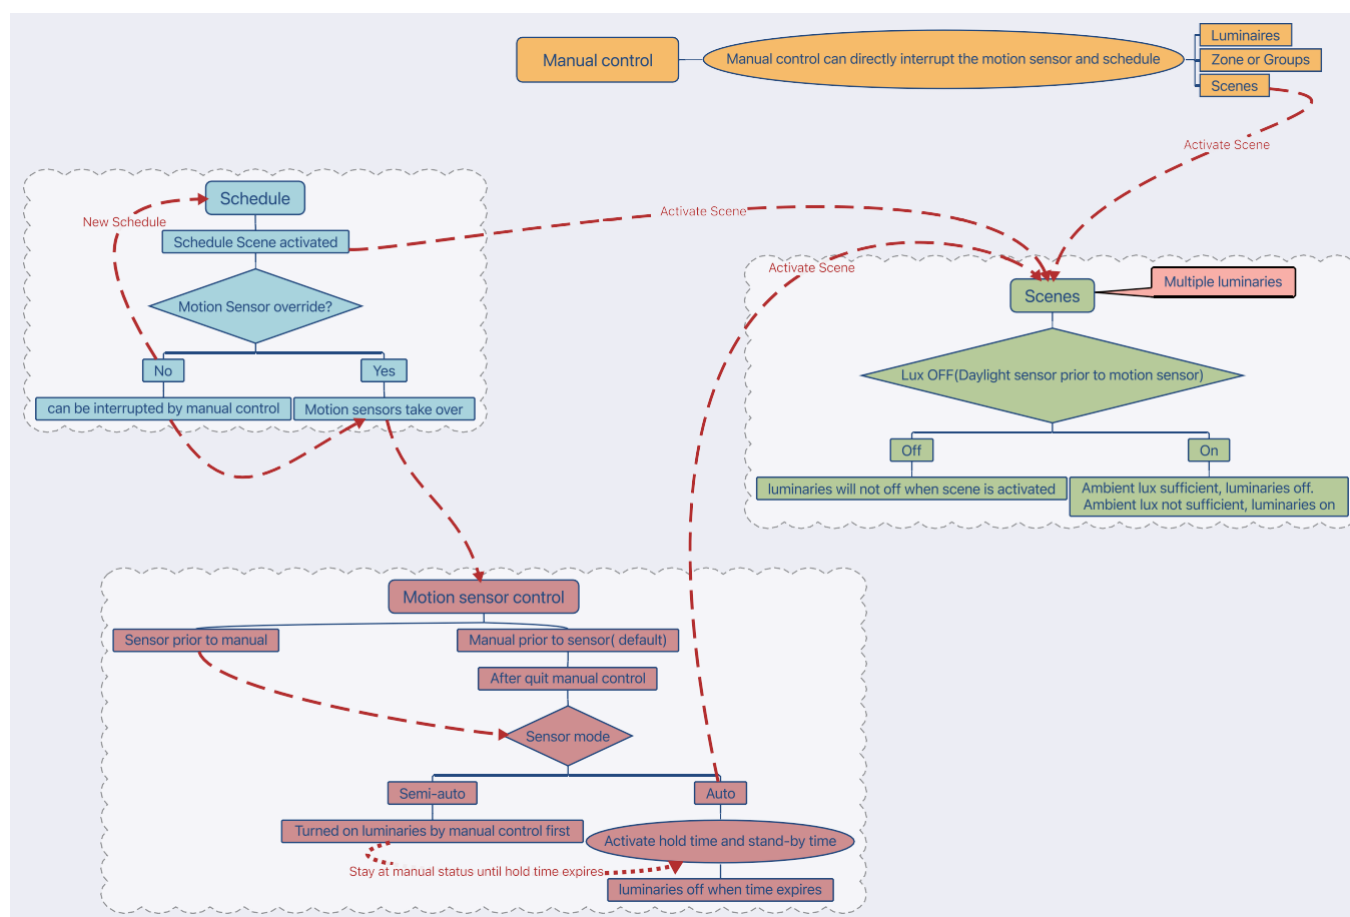 Manual control
Manual control can directly interrupt the motion sensor and schedule
Luminaires
Zone or Groups
Scenes
Activate Scene
Schedule
New Schedule
Schedule Scene activated
Activate Scene
Motion Sensor override?
No
Yes
can be interrupted by manual control
Motion sensors take over
Activate Scene
Scenes
Multiple luminaries
Lux OFF(Daylight sensor prior to motion sensor)
Off
On
luminaries will not off when scene is activated
Ambient lux sufficient, luminaries off.
Ambient lux not sufficient, luminaries on
Motion sensor control
Sensor prior to manual
Manual prior to sensor( default)
After quit manual control
Sensor mode
Semi-auto
Auto
Turned on luminaries by manual control first
Activate hold time and stand-by time
Stay at manual status until hold time expires
luminaries off when time expires